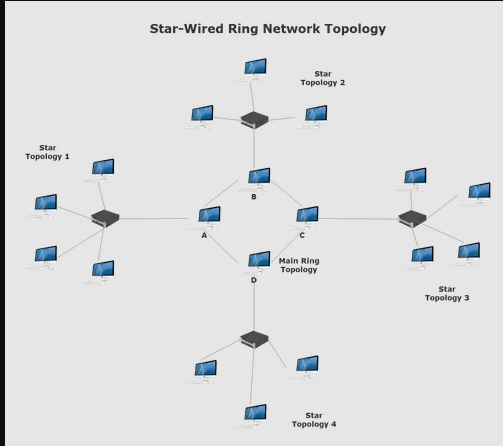 Star-Wired Ring Network Topology
Star
Topology 2
Star
Topology 1
B
A
C
Main Ring
Topology
D
Star
Topology 3
Star
Topology 4